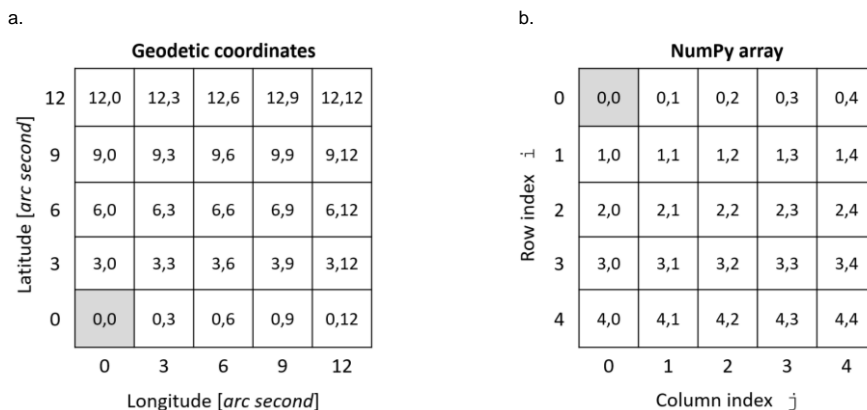 a.
Geodetic coordinates
12 12,0 12,3 12,6 12,9 12,12
9 9,0 9,3 9,6 9,9 9,12
6 6,0 6,3 6,6 6,9 6,12
3 3,0 3,3 3,6 3,9 3,12
0 0,0 0,3 0,6 0,9 0,12
0 3 6 9 12
Latitude [arc second]
Longitude [arc second]
b.
NumPy array
0 0,0 0,1 0,2 0,3 0,4
1 1,0 1,1 1,2 1,3 1,4
2 2,0 2,1 2,2 2,3 2,4
3 3,0 3,1 3,2 3,3 3,4
4 4,0 4,1 4,2 4,3 4,4
0 1 2 3 4
Row index i
Column index j